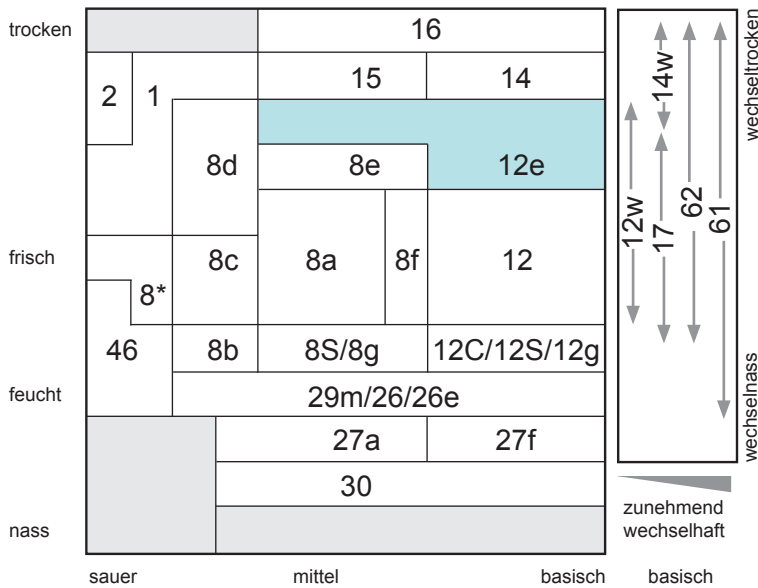 trocken
16
15
14
2
1
8d
8e
12e
frisch
8c
8a
8f
12
8*
46
8b
8S/8g
12C/12S/12g
feucht
29m/26/26e
27a
27f
30
nass
sauer
mittel
basisch
14w
12w
17
62
61
wechseltrocken
wechselnass
zunehmend
wechselhaft
basisch